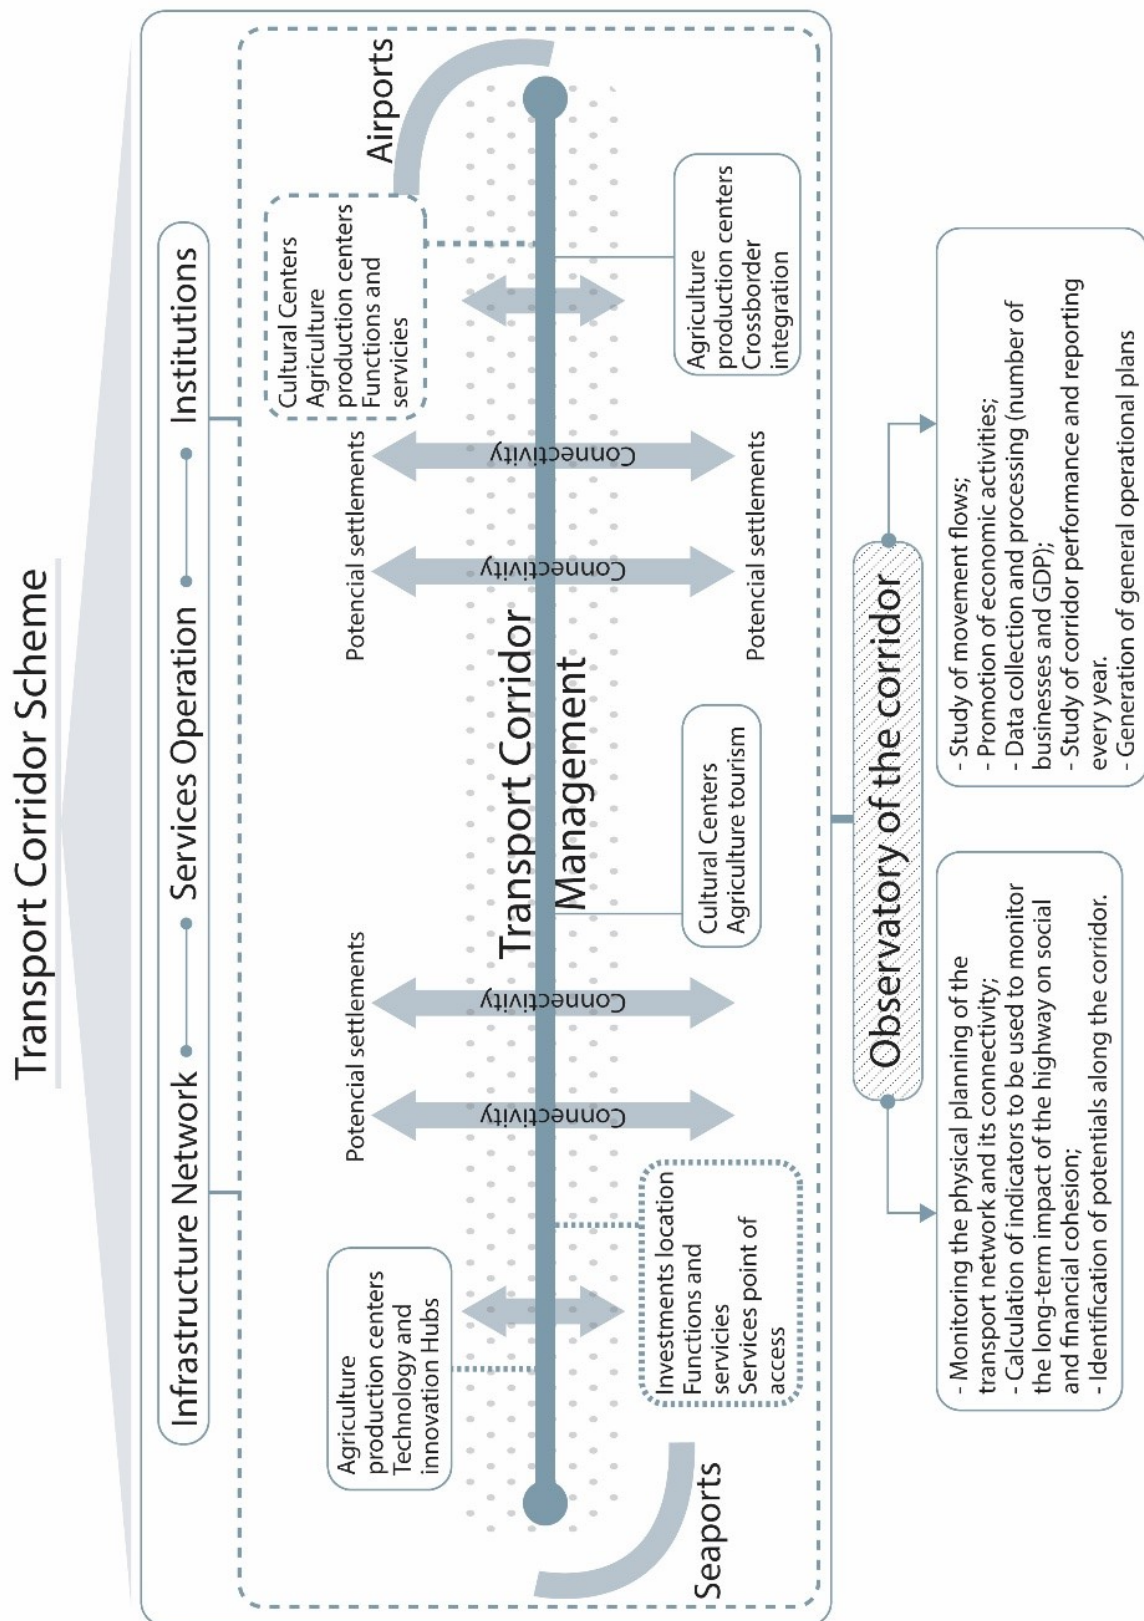 Transport Corridor Scheme
Infrastructure Network
Services Operation
Institutions
Airports
Cultural Centers
Agriculture
production centers
Functions and
servicies
Potencial settlements
Potencial settlements
Agriculture
production centers
Technology and
innovation Hubs
Connectivity
Connectivity
Connectivity
Connectivity
Transport Corridor
Management
Investments location
Functions and
servicies
Services point of
access
Cultural Centers
Agriculture tourism
Potencial settlements
Agriculture
production centers
Crossborder
integration
Seaports
Observatory of the corridor
- Monitoring the physical planning of the
transport network and its connectivity;
- Calculation of indicators to be used to monitor
the long-term impact of the highway on social
and financial cohesion;
- Identification of potentials along the corridor.
- Study of movement flows;
- Promotion of economic activities;
- Data collection and processing (number of
businesses and GDP);
- Study of corridor performance and reporting
every year.
- Generation of general operational plans